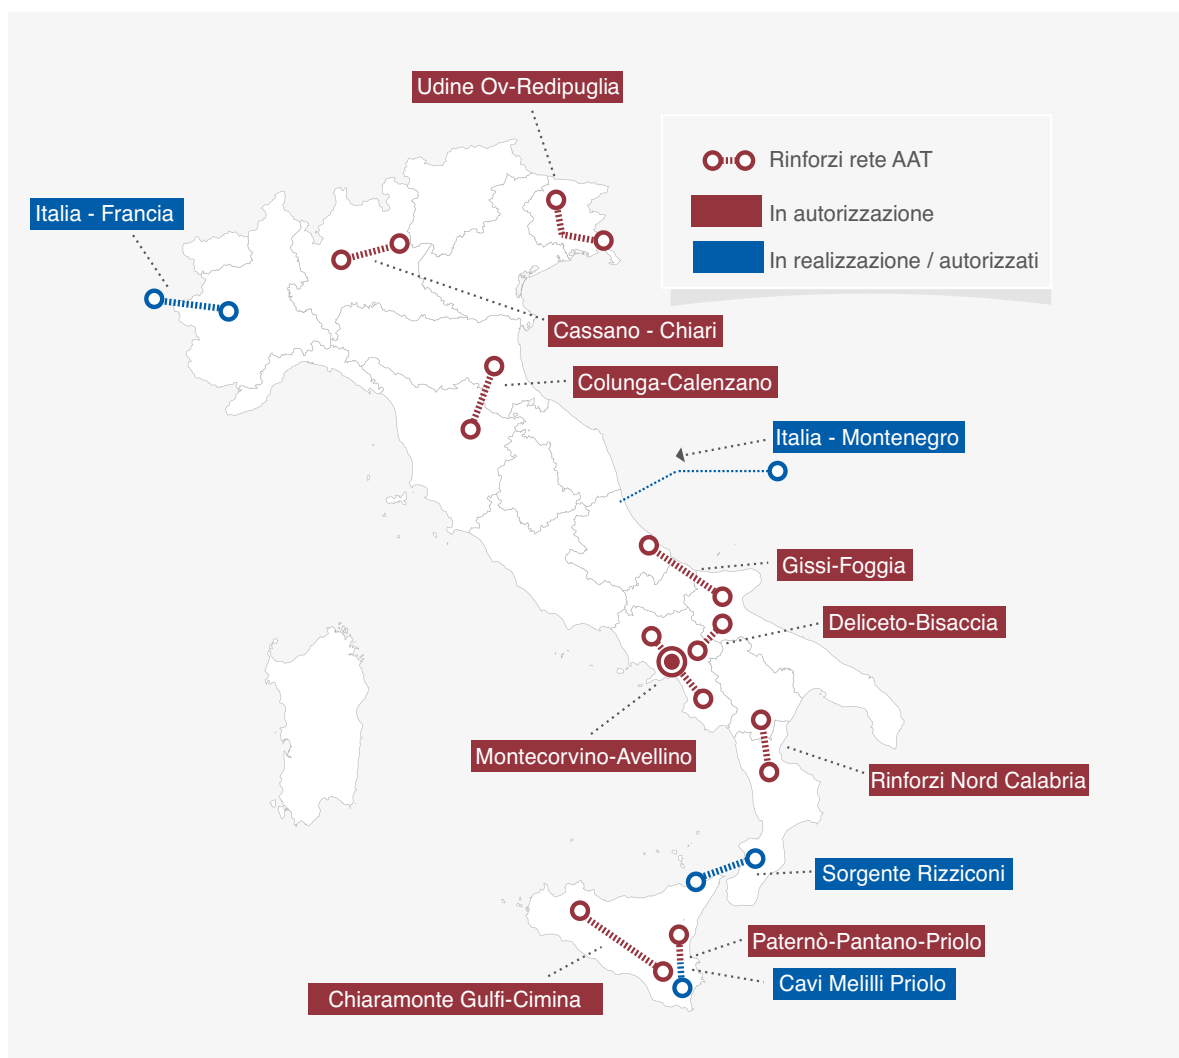 Udine Ov-Redipuglia
Rinforzi rete AAT
In autorizzazione
In realizzazione / autorizzati
Italia - Francia
Cassano - Chiari
Colunga-Calenzano
Italia - Montenegro
Gissi-Foggia
Deliceto-Bisaccia
Montecorvino-Avellino
Rinforzi Nord Calabria
Sorgente Rizziconi
Paternò-Pantano-Priolo
Cavi Melilli Priolo
Chiaramonte Gulfi-Cimina